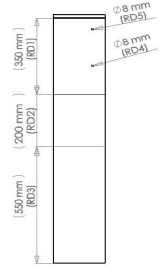 ⌀8 mm
(RD5)
⌀8 mm
(RD4)
(350 mm)
(RD1)
(200 mm)
(RD2)
(550 mm)
(RD3)